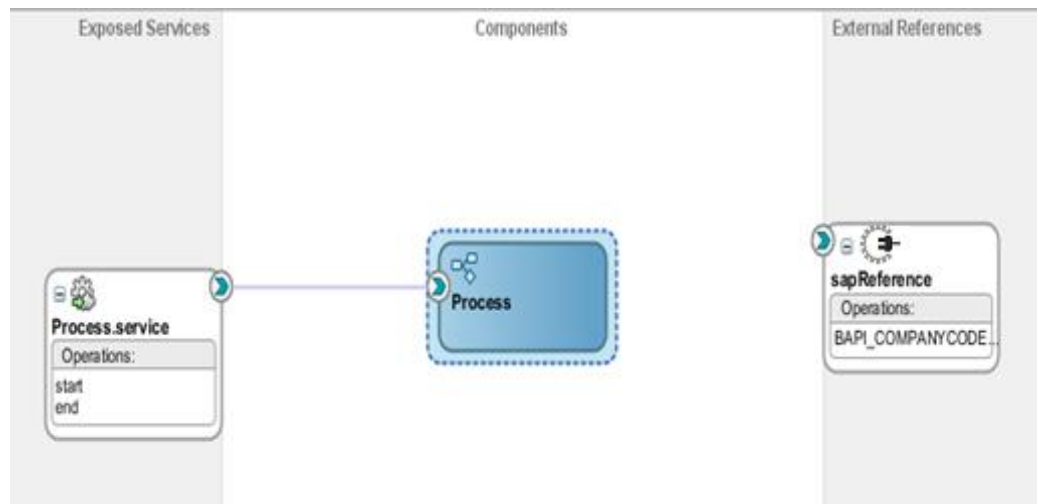 Exposed Services
Components
External References
Process.service
Operations:
start
end
Process
sapReference
Operations:
BAPI_COMPANYCODE...